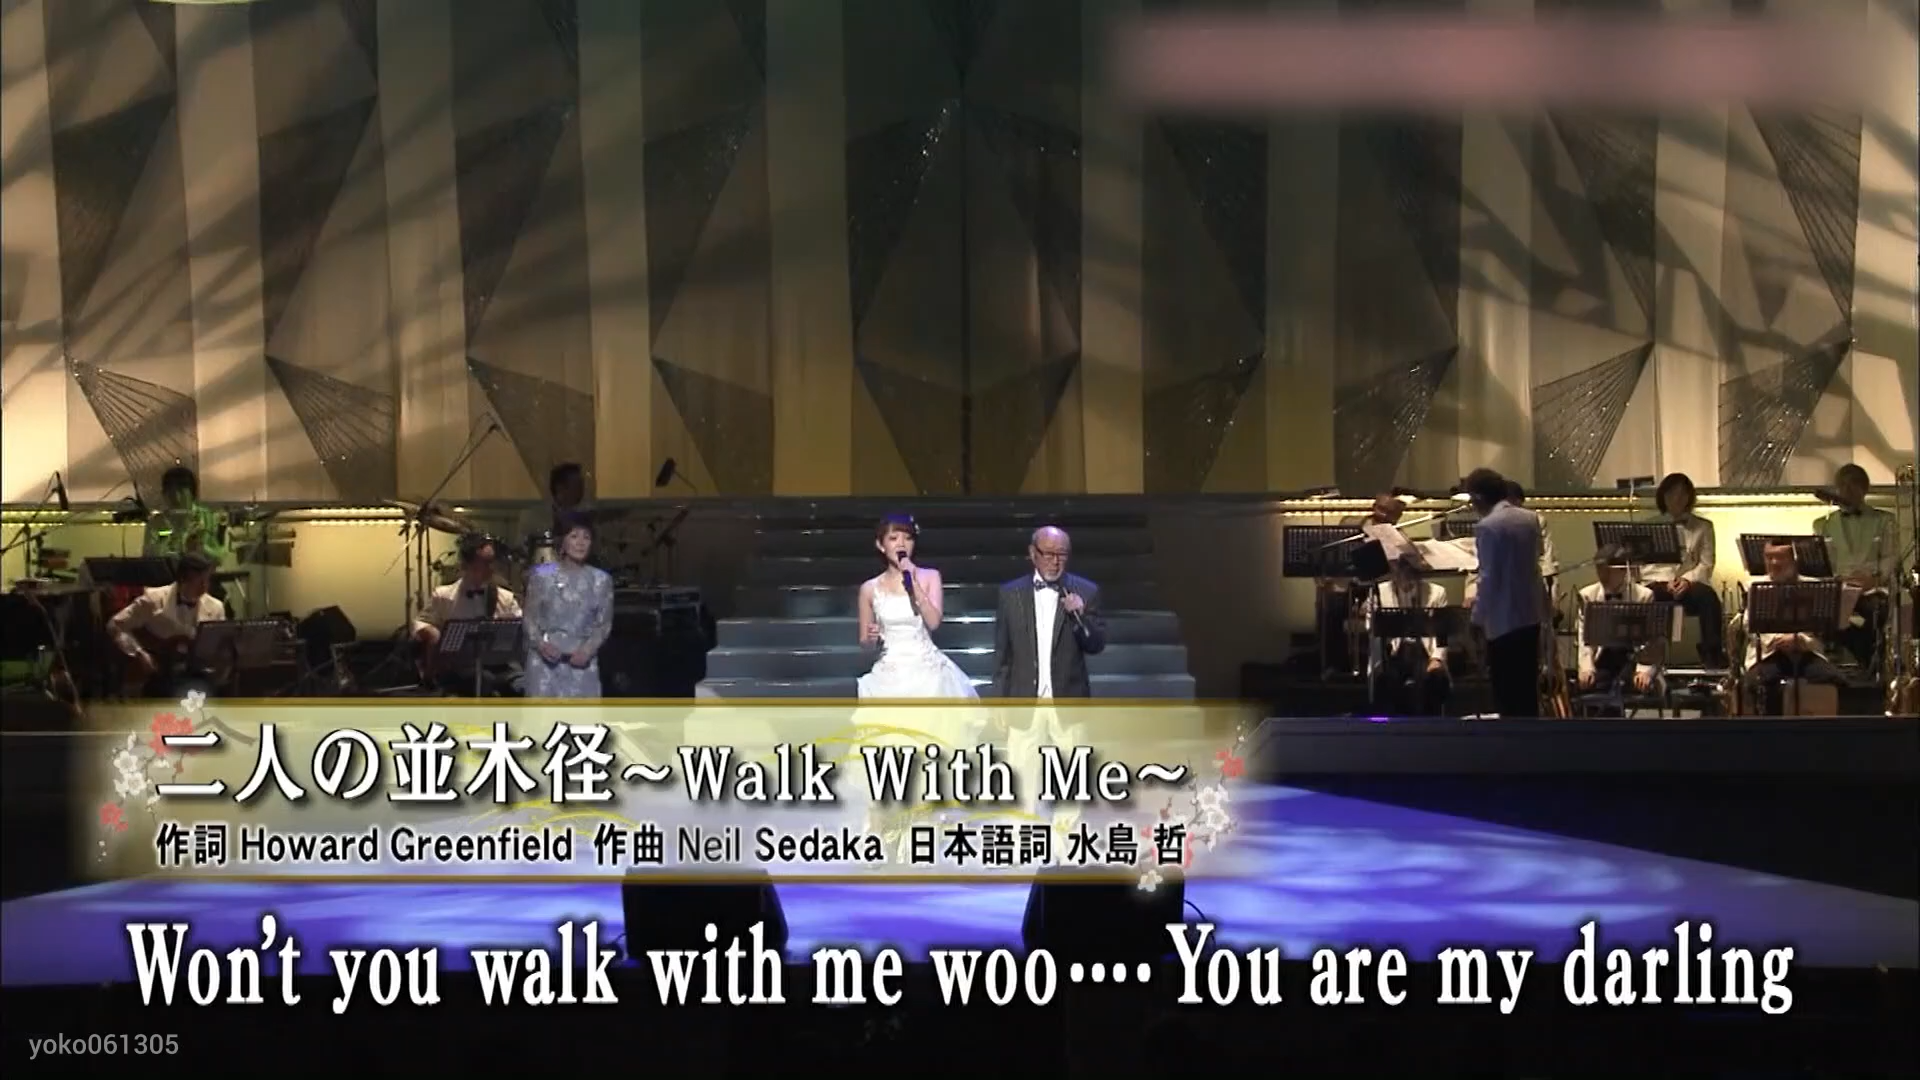 二人の並木径～Walk With Me～
作詞 Howard Greenfield 作曲 Neil Sedaka 日本語詞 水島 哲
Won't you walk with me woo‥‥You are my darling
yoko061305